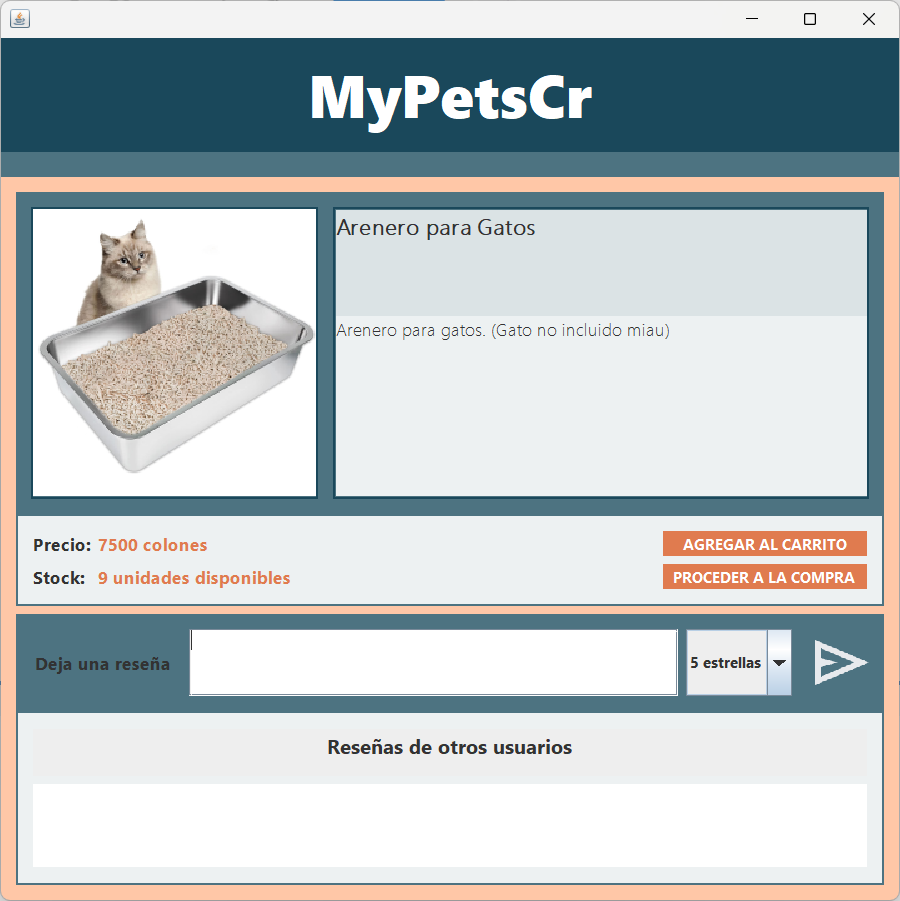 MyPetsCr
Arenero para Gatos
Arenero para gatos. (Gato no incluido miau)
Precio: 7500 colones
AGREGAR AL CARRITO
Stock: 9 unidades disponibles
PROCEDER A LA COMPRA
Deja una reseña
5 estrellas
Reseñas de otros usuarios